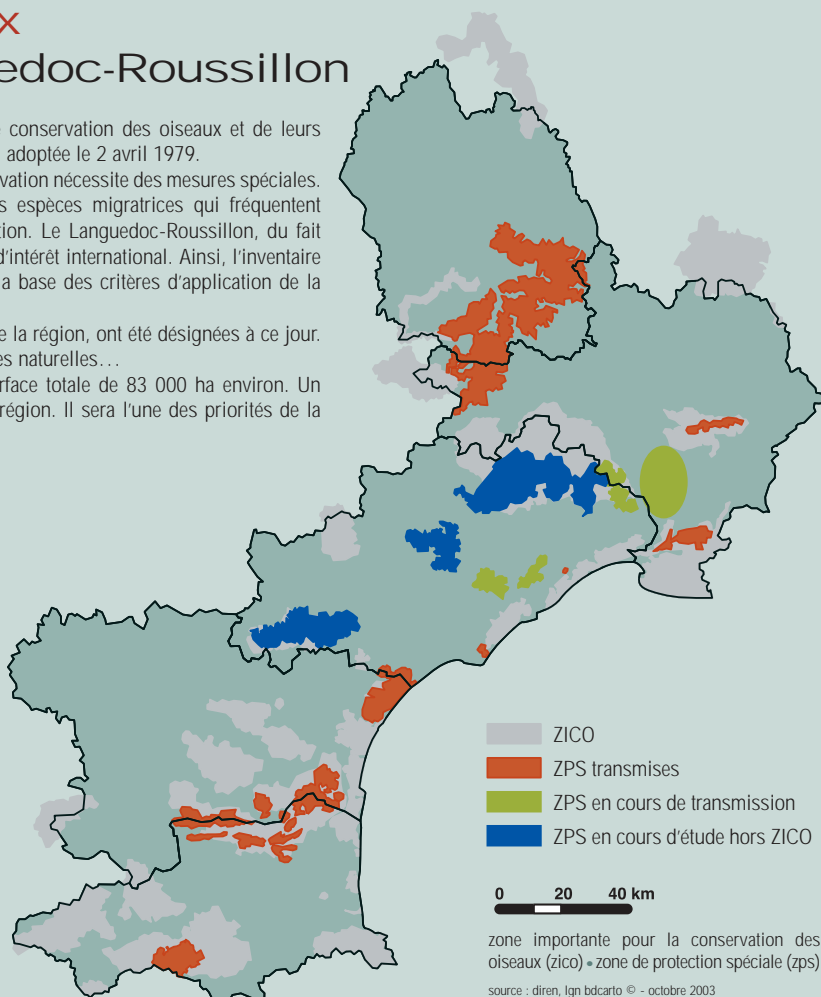 x
edoc-Roussillon
conservation des oiseaux et de leurs
adoptée le 2 avril 1979.
vation nécessite des mesures spéciales.
s espèces migratrices qui fréquentent
tion. Le Languedoc-Roussillon, du fait
d'intérêt international. Ainsi, l'inventaire
a base des critères d'application de la
e la région, ont été désignées à ce jour.
es naturelles...
rface totale de 83 000 ha environ. Un
région. Il sera l'une des priorités de la
ZICO
ZPS transmises
ZPS en cours de transmission
ZPS en cours d'étude hors ZICO
0 20 40 km
zone importante pour la conservation des
oiseaux (zico) • zone de protection spéciale (zps)
source : diren, Ign bdcarto © - octobre 2003